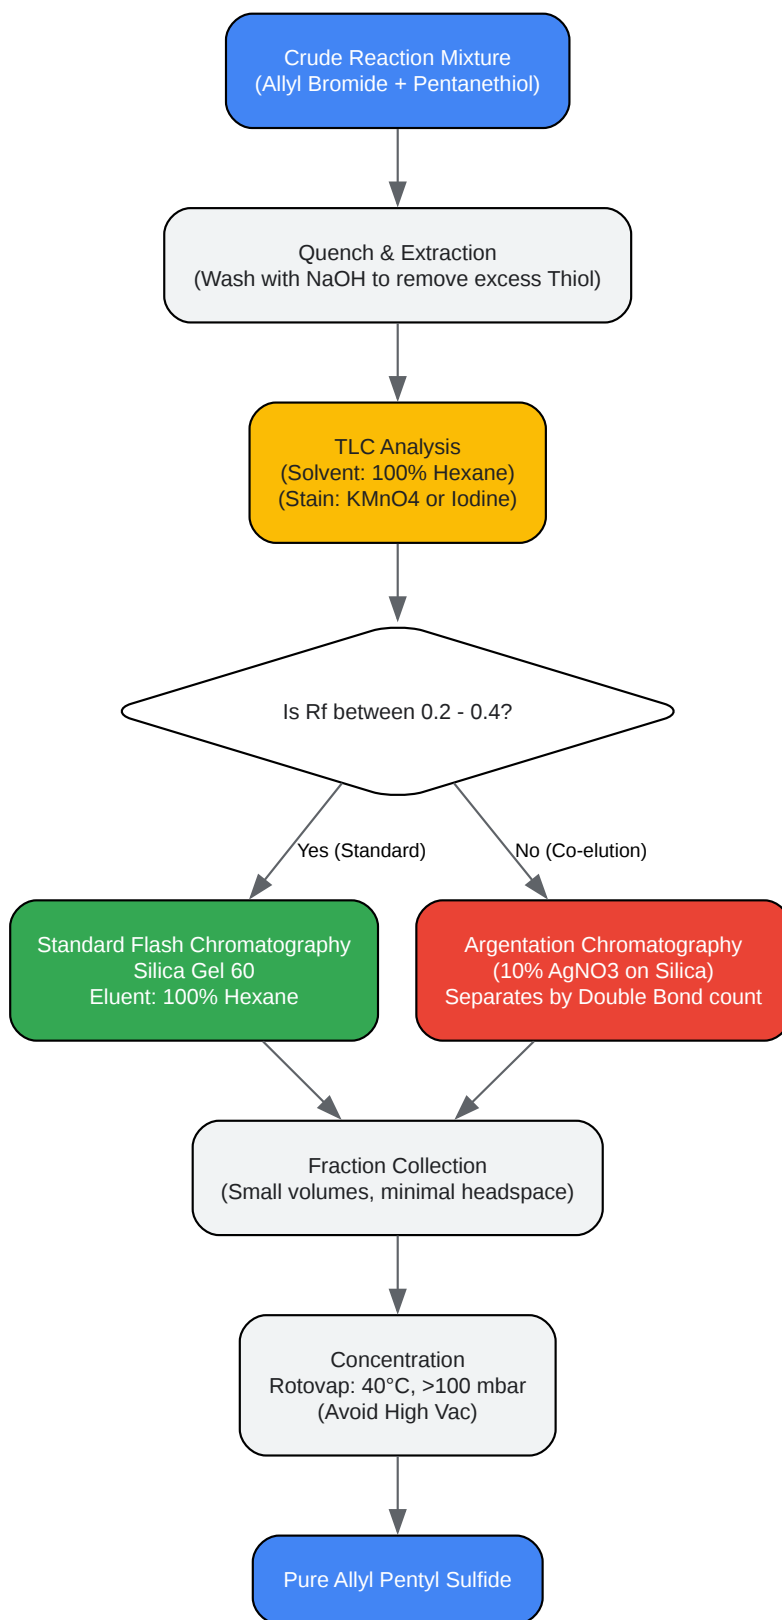 Crude Reaction Mixture
(Allyl Bromide + Pentanethiol)
Quench & Extraction
(Wash with NaOH to remove excess Thiol)
TLC Analysis
(Solvent: 100% Hexane)
(Stain: KMnO4 or Iodine)
Is Rf between 0.2 - 0.4?
Yes (Standard)
No (Co-elution)
Standard Flash Chromatography
Silica Gel 60
Eluent: 100% Hexane
Argentation Chromatography
(10% AgNO3 on Silica)
Separates by Double Bond count
Fraction Collection
(Small volumes, minimal headspace)
Concentration
Rotovap: 40°C, >100 mbar
(Avoid High Vac)
Pure Allyl Pentyl Sulfide